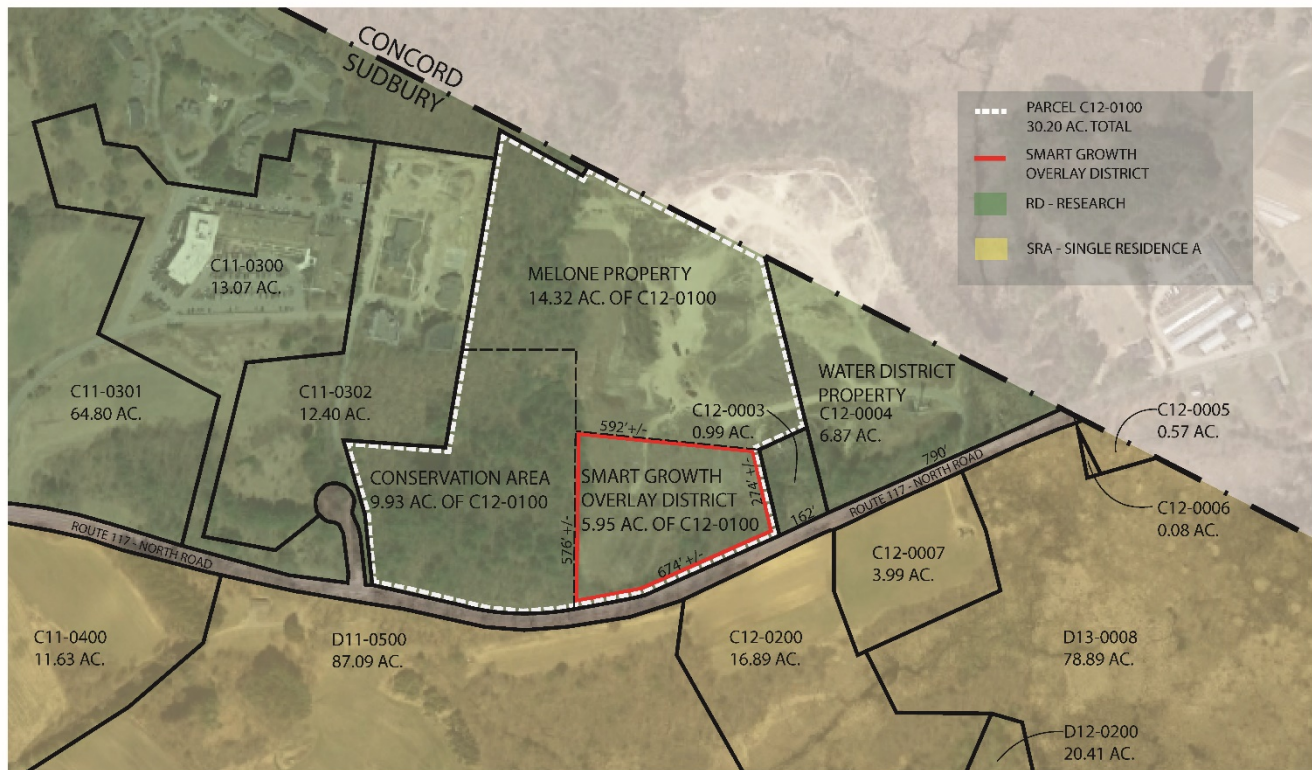 CONCORD
SUDBURY
PARCEL C12-0100
30.20 AC. TOTAL
SMART GROWTH
OVERLAY DISTRICT
RD - RESEARCH
SRA - SINGLE RESIDENCE A
C11-0300
13.07 AC.
MELONE PROPERTY
14.32 AC. OF C12-0100
C11-0301
64.80 AC.
C11-0302
12.40 AC.
WATER DISTRICT
PROPERTY
C12-0004
6.87 AC.
C12-0003
0.99 AC.
C12-0005
0.57 AC.
C12-0006
0.08 AC.
592'+/-
274' +/-
576' +/-
674' +/-
162'
790'
CONSERVATION AREA
9.93 AC. OF C12-0100
SMART GROWTH
OVERLAY DISTRICT
5.95 AC. OF C12-0100
ROUTE 117 - NORTH ROAD
ROUTE 117 - NORTH ROAD
C12-0007
3.99 AC.
C11-0400
11.63 AC.
D11-0500
87.09 AC.
C12-0200
16.89 AC.
D13-0008
78.89 AC.
D12-0200
20.41 AC.